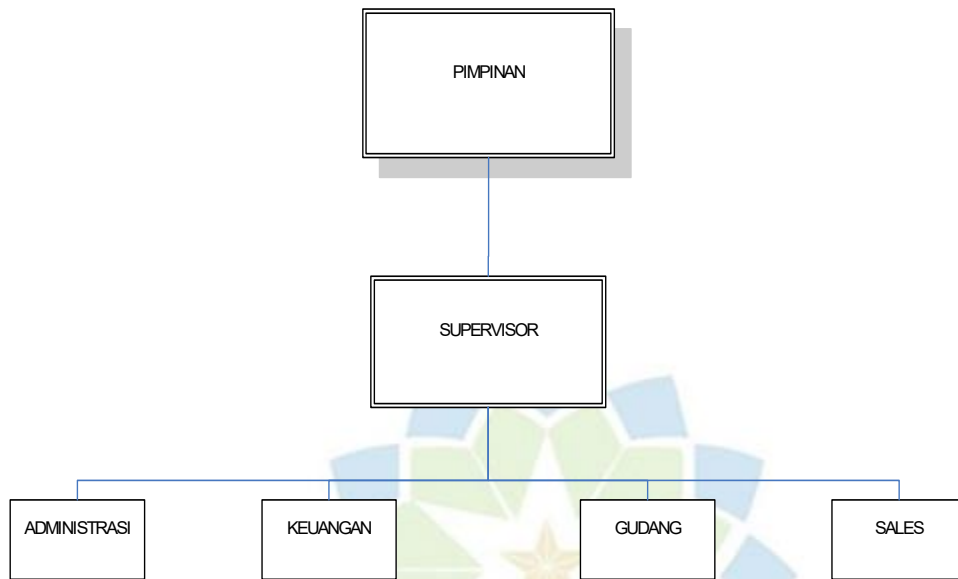 PIMPINAN
SUPERVISOR
ADMINISTRASI
KEUANGAN
GUDANG
SALES